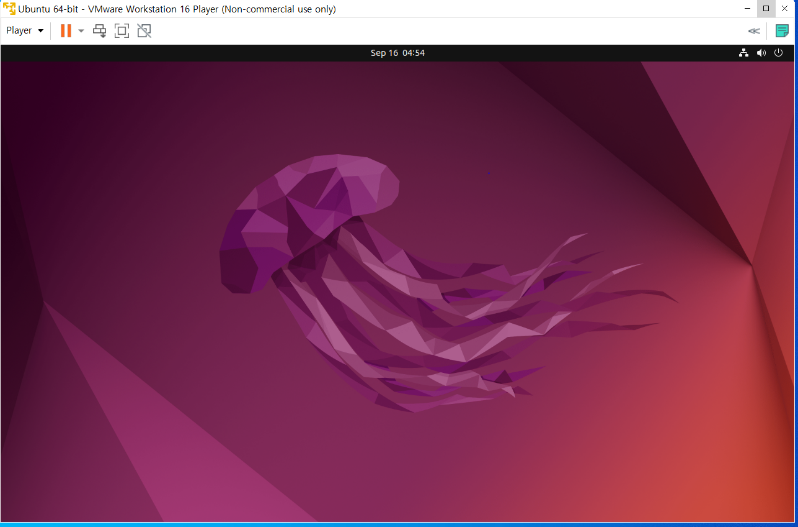 Ubuntu 64-bit - VMware Workstation 16 Player (Non-commercial use only)
Player
Sep 16 04:54